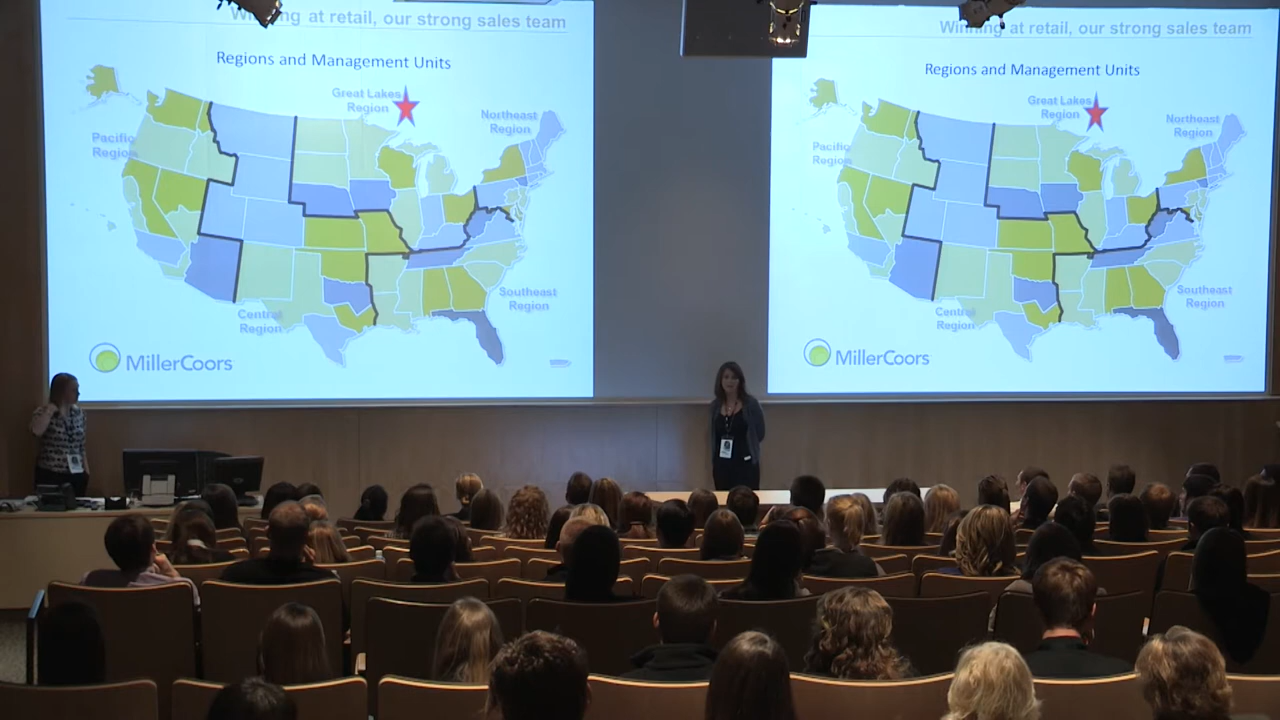 Winning at retail, our strong sales team
Regions and Management Units
Great Lakes
Region
Northeast
Region
Pacific
Region
Southeast
Region
Central
Region
MillerCoors
Winning at retail, our strong sales team
Regions and Management Units
Great Lakes
Region
Northeast
Region
Pacific
Region
Southeast
Region
Central
Region
MillerCoors